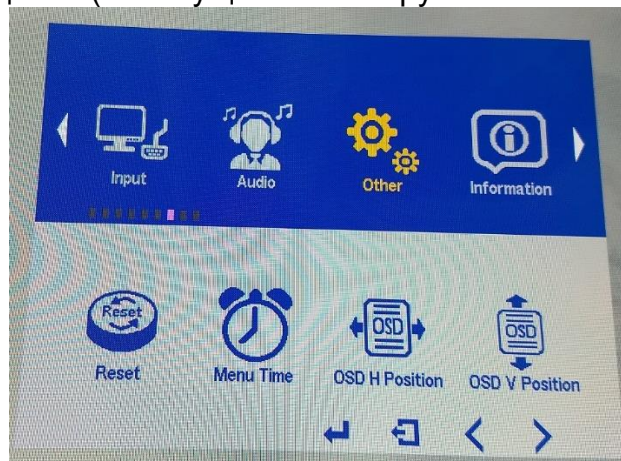 Input Audio Other Information
Reset
Reset Menu Time OSD H Position OSD V Position
OSD OSD